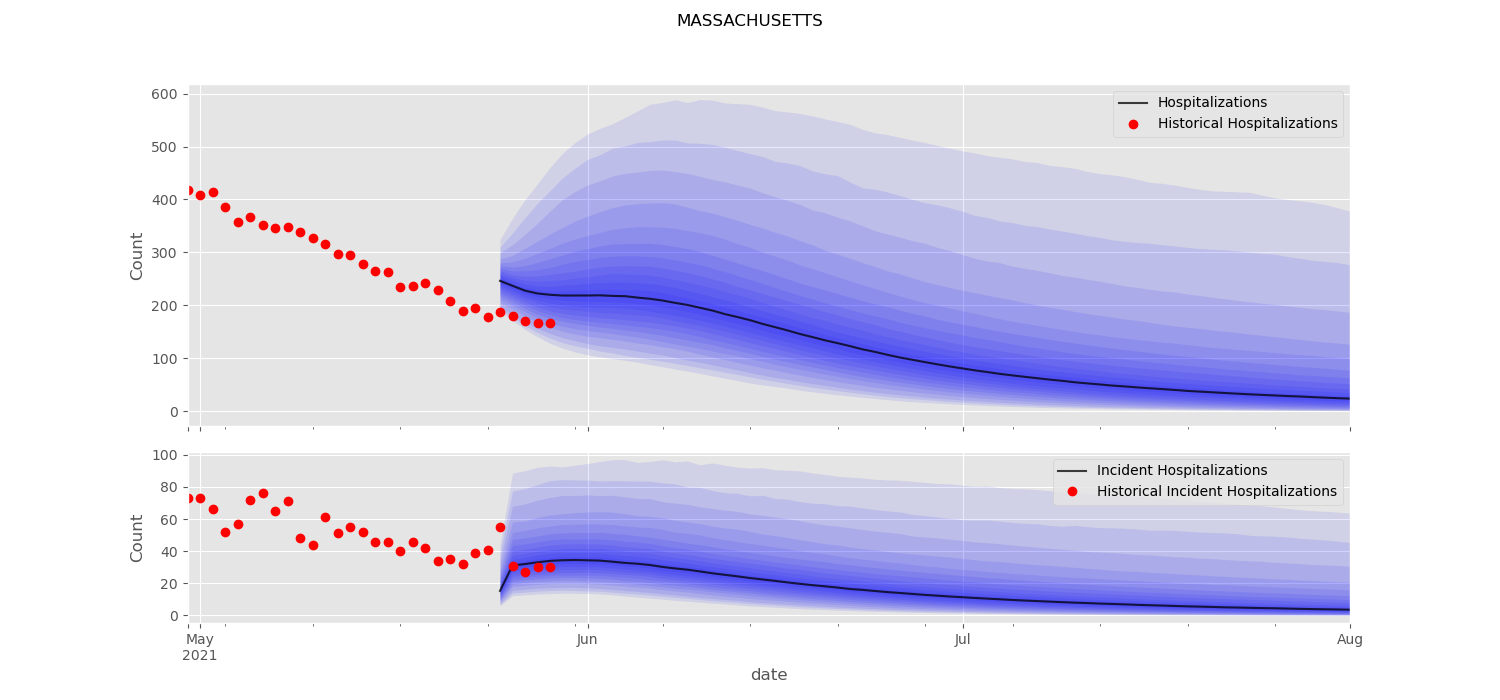 MASSACHUSETTS
600
500
400
300
200
100
0
Count
Hospitalizations
Historical Hospitalizations
100
80
60
40
20
0
Count
Incident Hospitalizations
Historical Incident Hospitalizations
May
2021
Jun
Jul
Aug
date